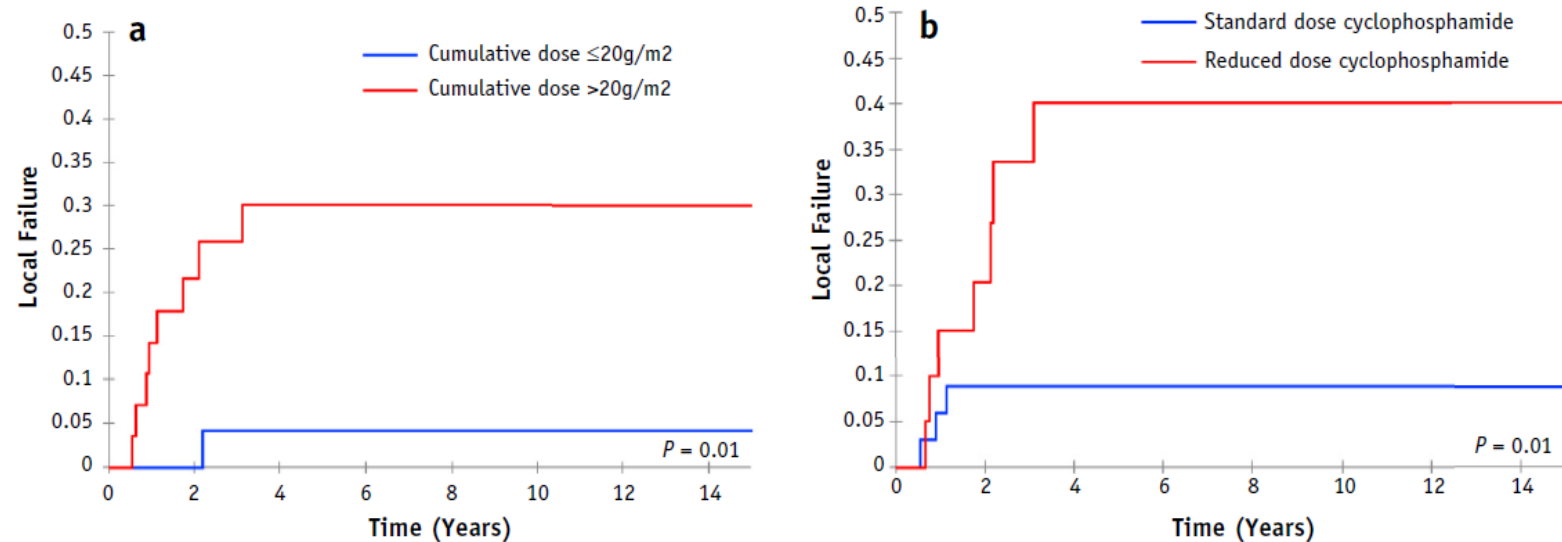 a
Cumulative dose ≤20g/m2
Cumulative dose >20g/m2
0.5
0.45
0.4
0.35
0.3
0.25
0.2
0.15
0.1
0.05
0
Local Failure
P = 0.01
0 2 4 6 8 10 12 14
Time (Years)
b
Standard dose cyclophosphamide
Reduced dose cyclophosphamide
0.5
0.45
0.4
0.35
0.3
0.25
0.2
0.15
0.1
0.05
0
Local Failure
P = 0.01
0 2 4 6 8 10 12 14
Time (Years)